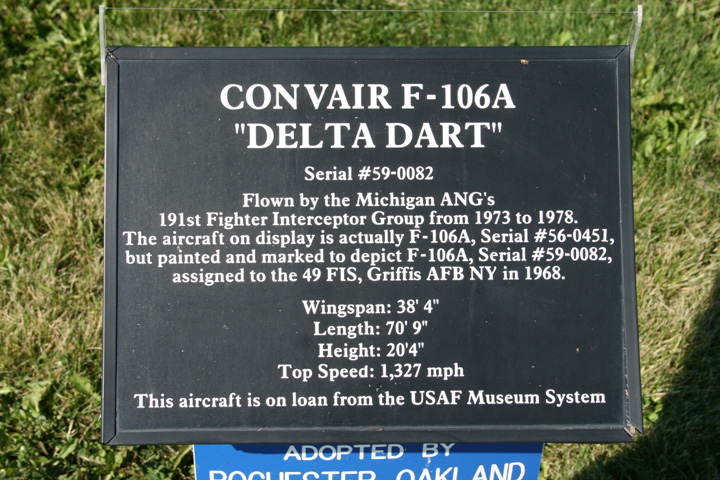 CONVAIR F-106A
"DELTA DART"
Serial #59-0082
Flown by the Michigan ANG's
191st Fighter Interceptor Group from 1973 to 1978.
The aircraft on display is actually F-106A, Serial #56-0451,
but painted and marked to depict F-106A, Serial #59-0082,
assigned to the 49 FIS, Griffis AFB NY in 1968.
Wingspan: 38' 4"
Length: 70' 9"
Height: 20'4"
Top Speed: 1,327 mph
This aircraft is on loan from the USAF Museum System
ADOPTED BY
ROCHESTER OAKLAND